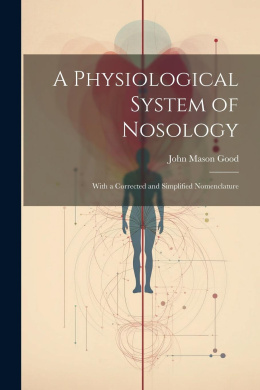 A Physiological
System of
Nosology
John Mason Good
With a Corrected and Simplified Nomenclature